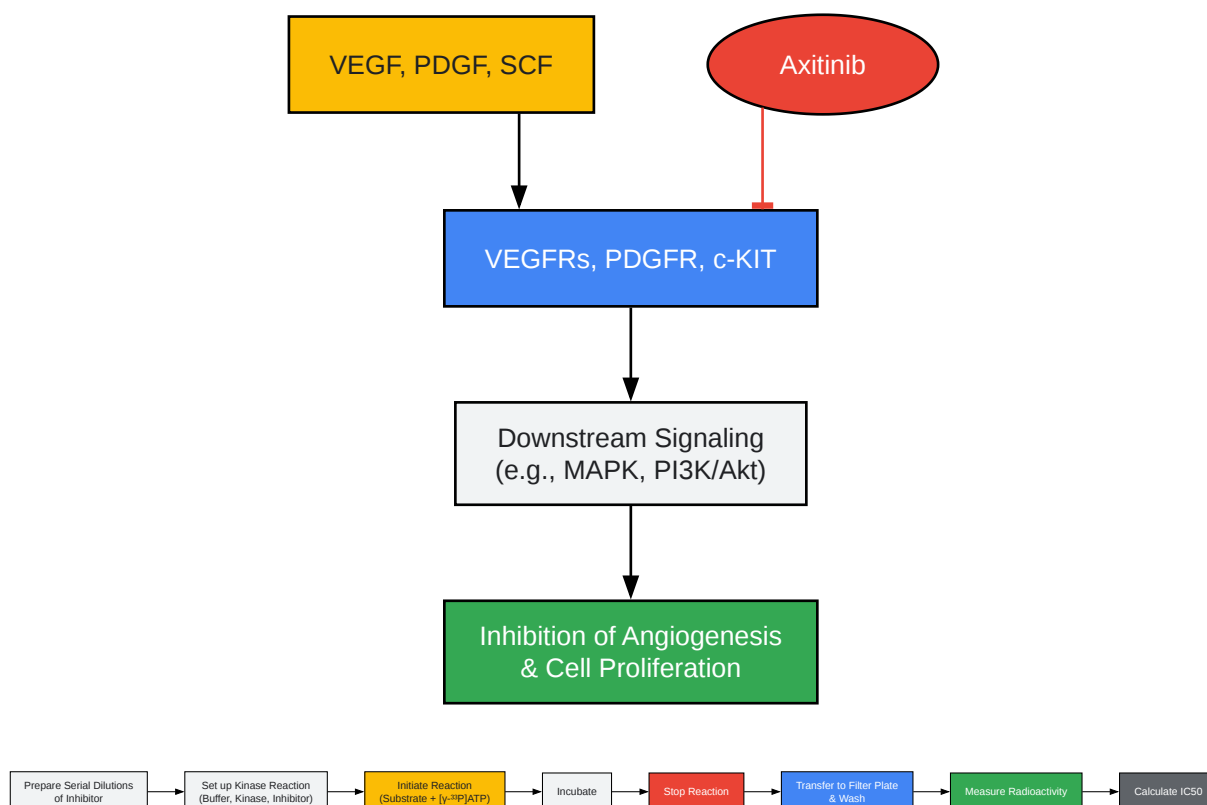 VEGF, PDGF, SCF
Axitinib
VEGFRs, PDGFR, c-KIT
Downstream Signaling
(e.g., MAPK, PI3K/Akt)
Inhibition of Angiogenesis
& Cell Proliferation
Prepare Serial Dilutions
of Inhibitor
Set up Kinase Reaction
(Buffer, Kinase, Inhibitor)
Initiate Reaction
(Substrate + [γ-³³P]ATP)
Incubate
Stop Reaction
Transfer to Filter Plate
& Wash
Measure Radioactivity
Calculate IC50